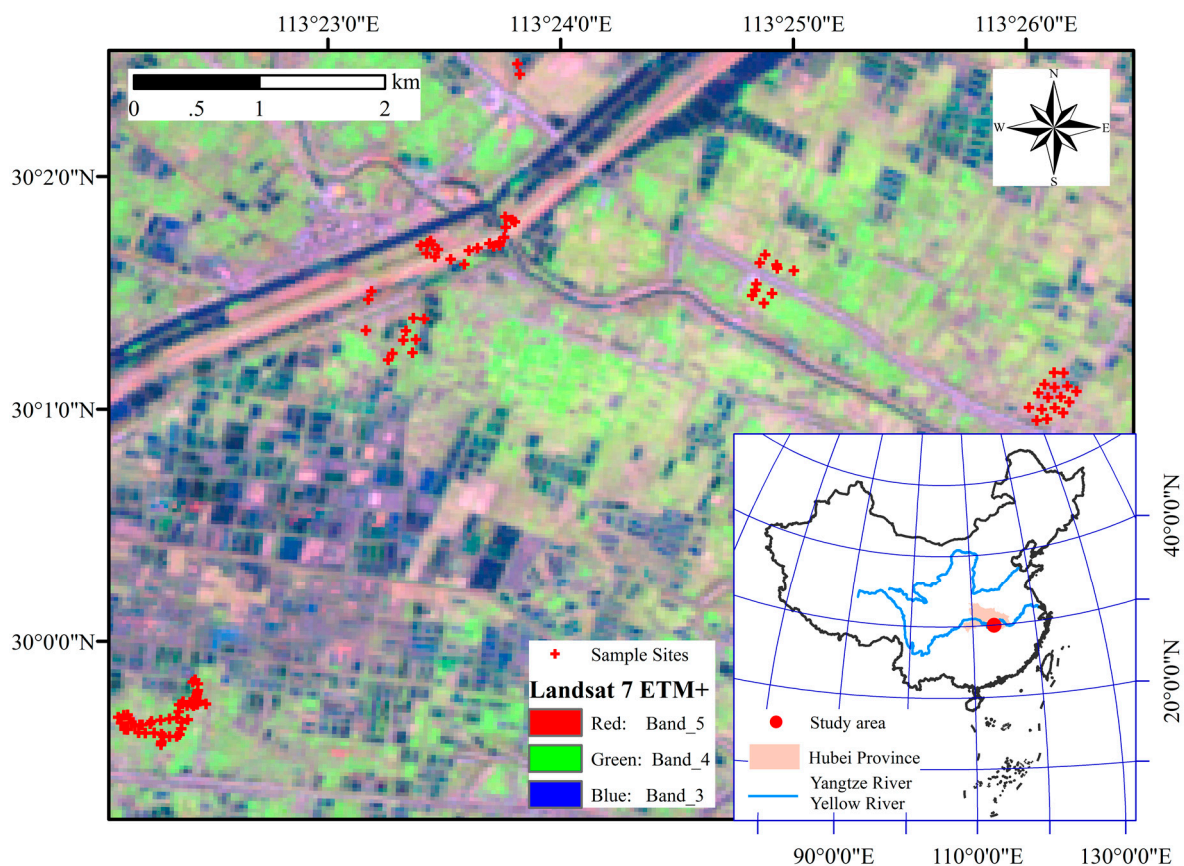 113°23'0"E 113°24'0"E 113°25'0"E 113°26'0"E
km
0 .5 1 2
N
W E
S
30°2'0"N
30°1'0"N
30°0'0"N
Sample Sites
Landsat 7 ETM+
Red: Band_5
Green: Band_4
Blue: Band_3
Study area
Hubei Province
Yangtze River
Yellow River
40°0'0"N
20°0'0"N
90°0'0"E 110°0'0"E 130°0'0"E